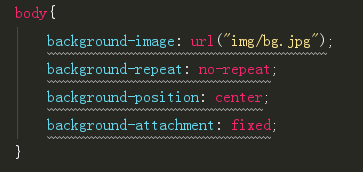 body{
background-image: url("img/bg.jpg");
background-repeat: no-repeat;
background-position: center;
background-attachment: fixed;
}